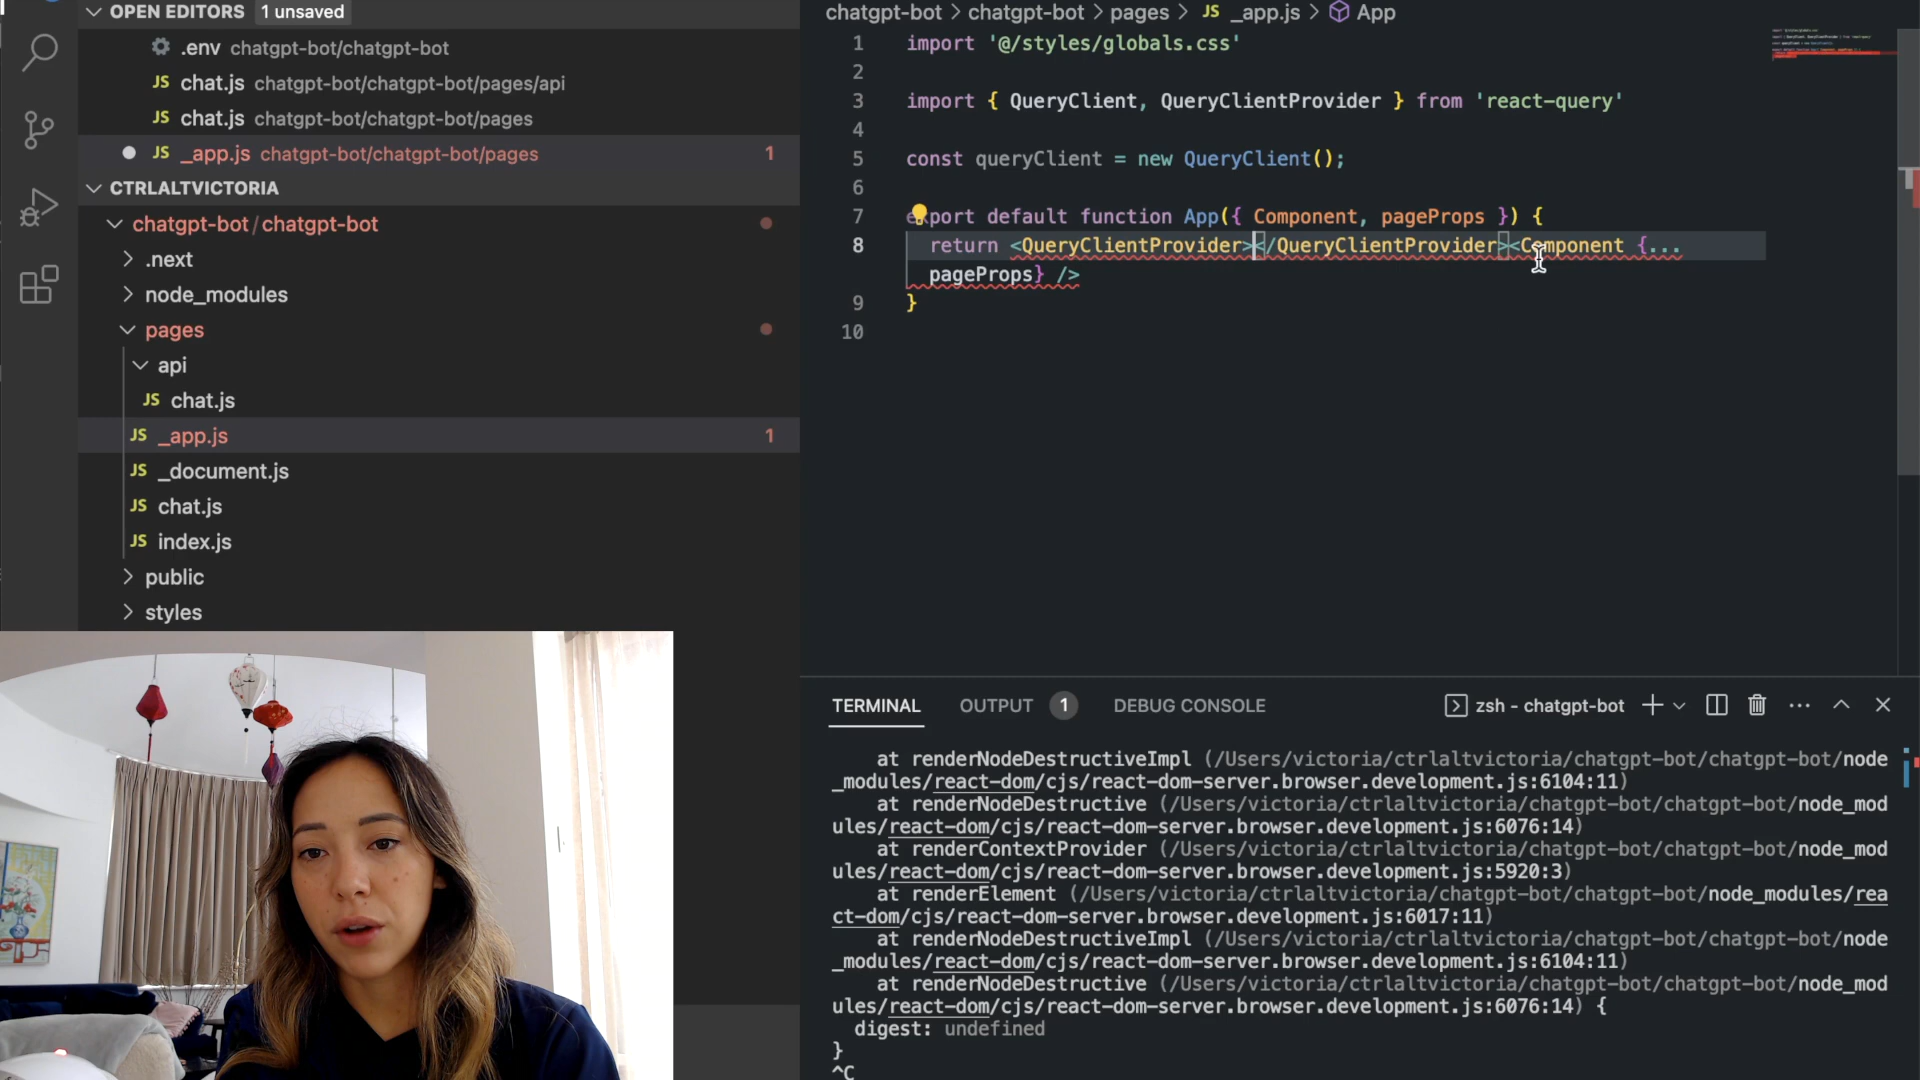 OPEN EDITORS 1 unsaved
.env chatgpt-bot/chatgpt-bot
JS chat.js chatgpt-bot/chatgpt-bot/pages/api
JS chat.js chatgpt-bot/chatgpt-bot/pages
JS _app.js chatgpt-bot/chatgpt-bot/pages 1
CTRLALTVICTORIA
chatgpt-bot / chatgpt-bot
.next
node_modules
pages
api
JS chat.js
JS _app.js 1
JS _document.js
JS chat.js
JS index.js
public
styles
chatgpt-bot > chatgpt-bot > pages > JS _app.js > App
1 import '@/styles/globals.css'
2
3 import { QueryClient, QueryClientProvider } from 'react-query'
4
5 const queryClient = new QueryClient();
6
7 export default function App({ Component, pageProps }) {
8 return <QueryClientProvider></QueryClientProvider><Component {...
pageProps} />
9 }
10
TERMINAL OUTPUT 1 DEBUG CONSOLE zsh - chatgpt-bot
at renderNodeDestructiveImpl (/Users/victoria/ctrlaltvictoria/chatgpt-bot/chatgpt-bot/node
_modules/react-dom/cjs/react-dom-server.browser.development.js:6104:11)
at renderNodeDestructive (/Users/victoria/ctrlaltvictoria/chatgpt-bot/chatgpt-bot/node_mod
ules/react-dom/cjs/react-dom-server.browser.development.js:6076:14)
at renderContextProvider (/Users/victoria/ctrlaltvictoria/chatgpt-bot/chatgpt-bot/node_mod
ules/react-dom/cjs/react-dom-server.browser.development.js:5920:3)
at renderElement (/Users/victoria/ctrlaltvictoria/chatgpt-bot/chatgpt-bot/node_modules/rea
ct-dom/cjs/react-dom-server.browser.development.js:6017:11)
at renderNodeDestructiveImpl (/Users/victoria/ctrlaltvictoria/chatgpt-bot/chatgpt-bot/node
_modules/react-dom/cjs/react-dom-server.browser.development.js:6104:11)
at renderNodeDestructive (/Users/victoria/ctrlaltvictoria/chatgpt-bot/chatgpt-bot/node_mod
ules/react-dom/cjs/react-dom-server.browser.development.js:6076:14) {
digest: undefined
}
^C